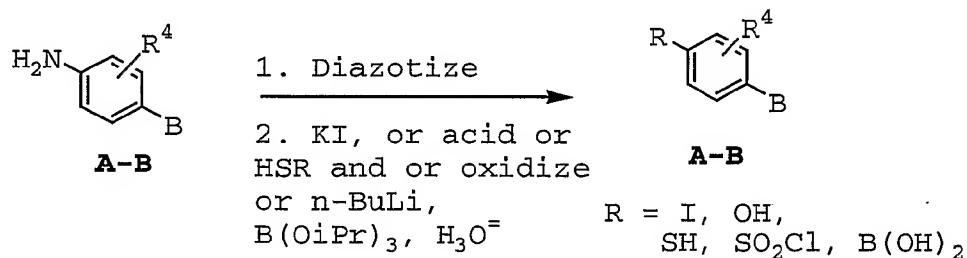 H₂N
R⁴
B
A-B
1. Diazotize
2. KI, or acid or
HSR and or oxidize
or n-BuLi,
B(OiPr)₃, H₃O⁼
R
R⁴
B
A-B
R = I, OH,
SH, SO₂Cl, B(OH)₂